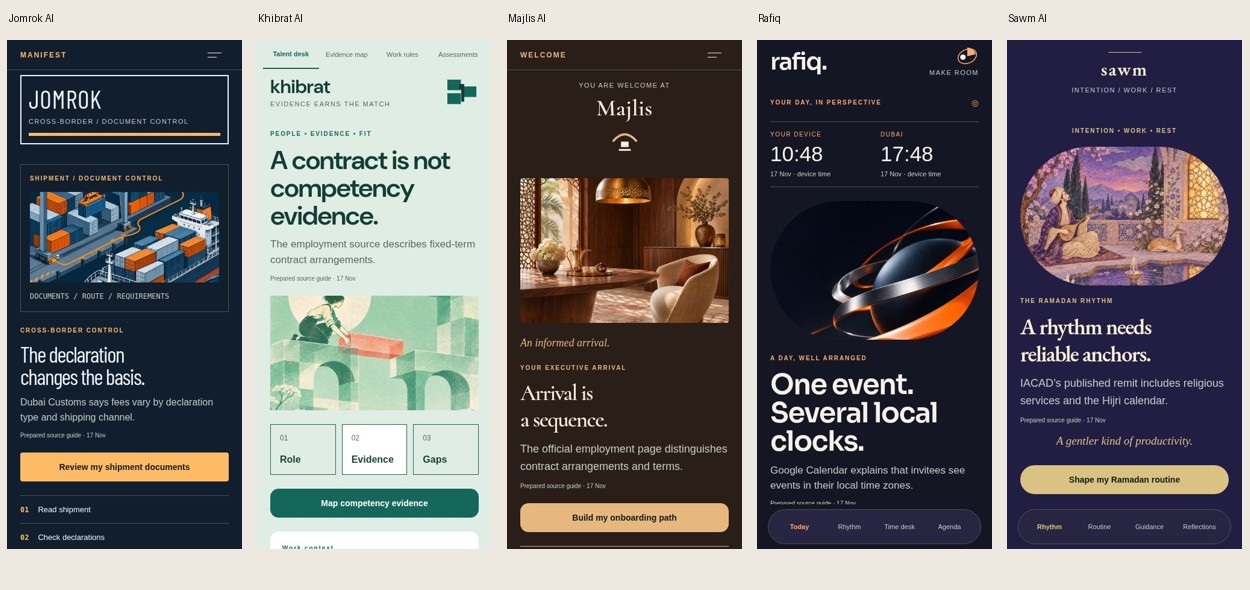 Jomrok AI
MANIFEST
JOMROK
CROSS-BORDER / DOCUMENT CONTROL
SHIPMENT / DOCUMENT CONTROL
DOCUMENTS / ROUTE / REQUIREMENTS
CROSS-BORDER CONTROL
The declaration
changes the basis.
Dubai Customs says fees vary by declaration
type and shipping channel.
Prepared source guide · 17 Nov
Review my shipment documents
01 Read shipment
02 Check declarations
Khibrat AI
Talent desk Evidence map Work rules Assessments
khibrat
EVIDENCE EARNS THE MATCH
PEOPLE • EVIDENCE • FIT
A contract is not
competency
evidence.
The employment source describes fixed-term
contract arrangements.
Prepared source guide · 17 Nov
01 02 03
Role Evidence Gaps
Map competency evidence
Work context
Majlis AI
WELCOME
YOU ARE WELCOME AT
Majlis
An informed arrival.
YOUR EXECUTIVE ARRIVAL
Arrival is
a sequence.
The official employment page distinguishes
contract arrangements and terms.
Prepared source guide · 17 Nov
Build my onboarding path
Rafiq
rafiq.
MAKE ROOM
YOUR DAY, IN PERSPECTIVE
YOUR DEVICE DUBAI
10:48 17:48
17 Nov · device time 17 Nov · device time
A DAY, WELL ARRANGED
One event.
Several local
clocks.
Google Calendar explains that invitees see
events in their local time zones.
Prepared source guide · 17 Nov
Today Rhythm Time desk Agenda
Sawm AI
sawm
INTENTION / WORK / REST
INTENTION • WORK • REST
THE RAMADAN RHYTHM
A rhythm needs
reliable anchors.
IACAD's published remit includes religious
services and the Hijri calendar.
Prepared source guide · 17 Nov
A gentler kind of productivity.
Shape my Ramadan routine
Rhythm Routine Guidance Reflections